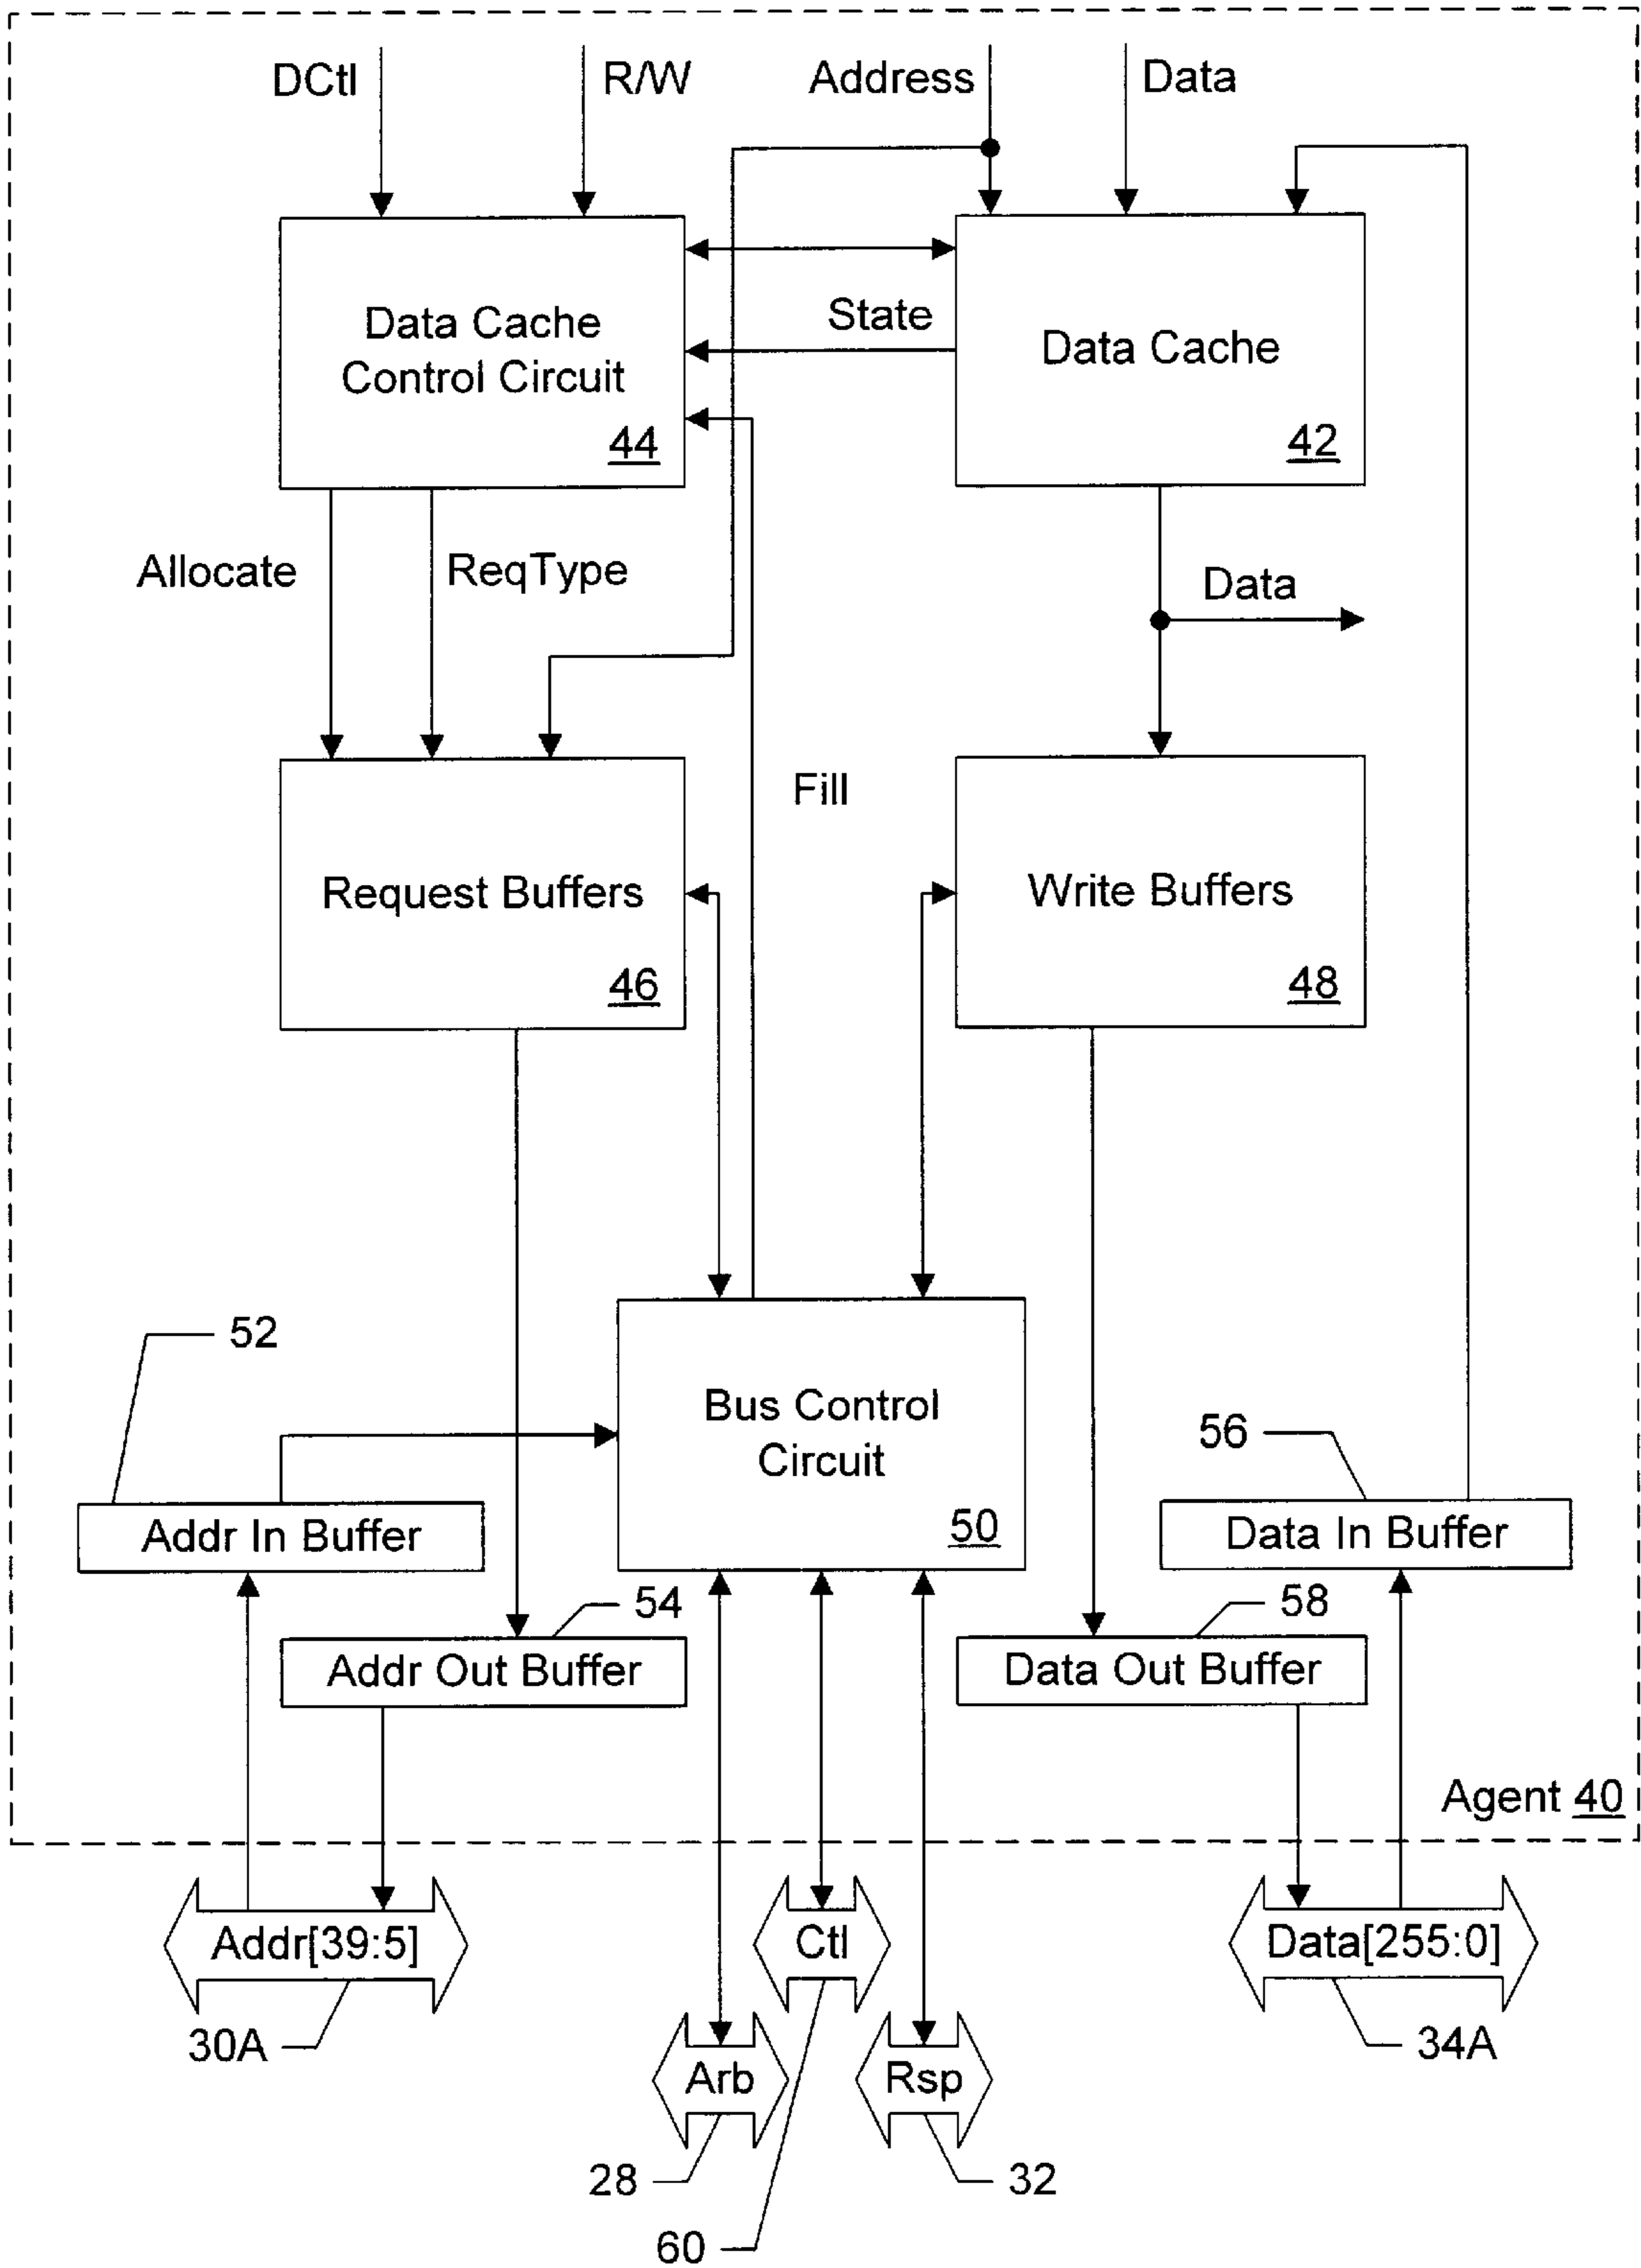 DCtl
R/W
Address
Data
Data Cache
Control Circuit
44
State
Data Cache
42
Allocate
ReqType
Data
Request Buffers
46
Fill
Write Buffers
48
52
Bus Control
Circuit
50
56
Addr In Buffer
Data In Buffer
54
58
Addr Out Buffer
Data Out Buffer
Agent 40
Addr[39:5]
Ctl
Data[255:0]
30A
34A
Arb
Rsp
28
32
60